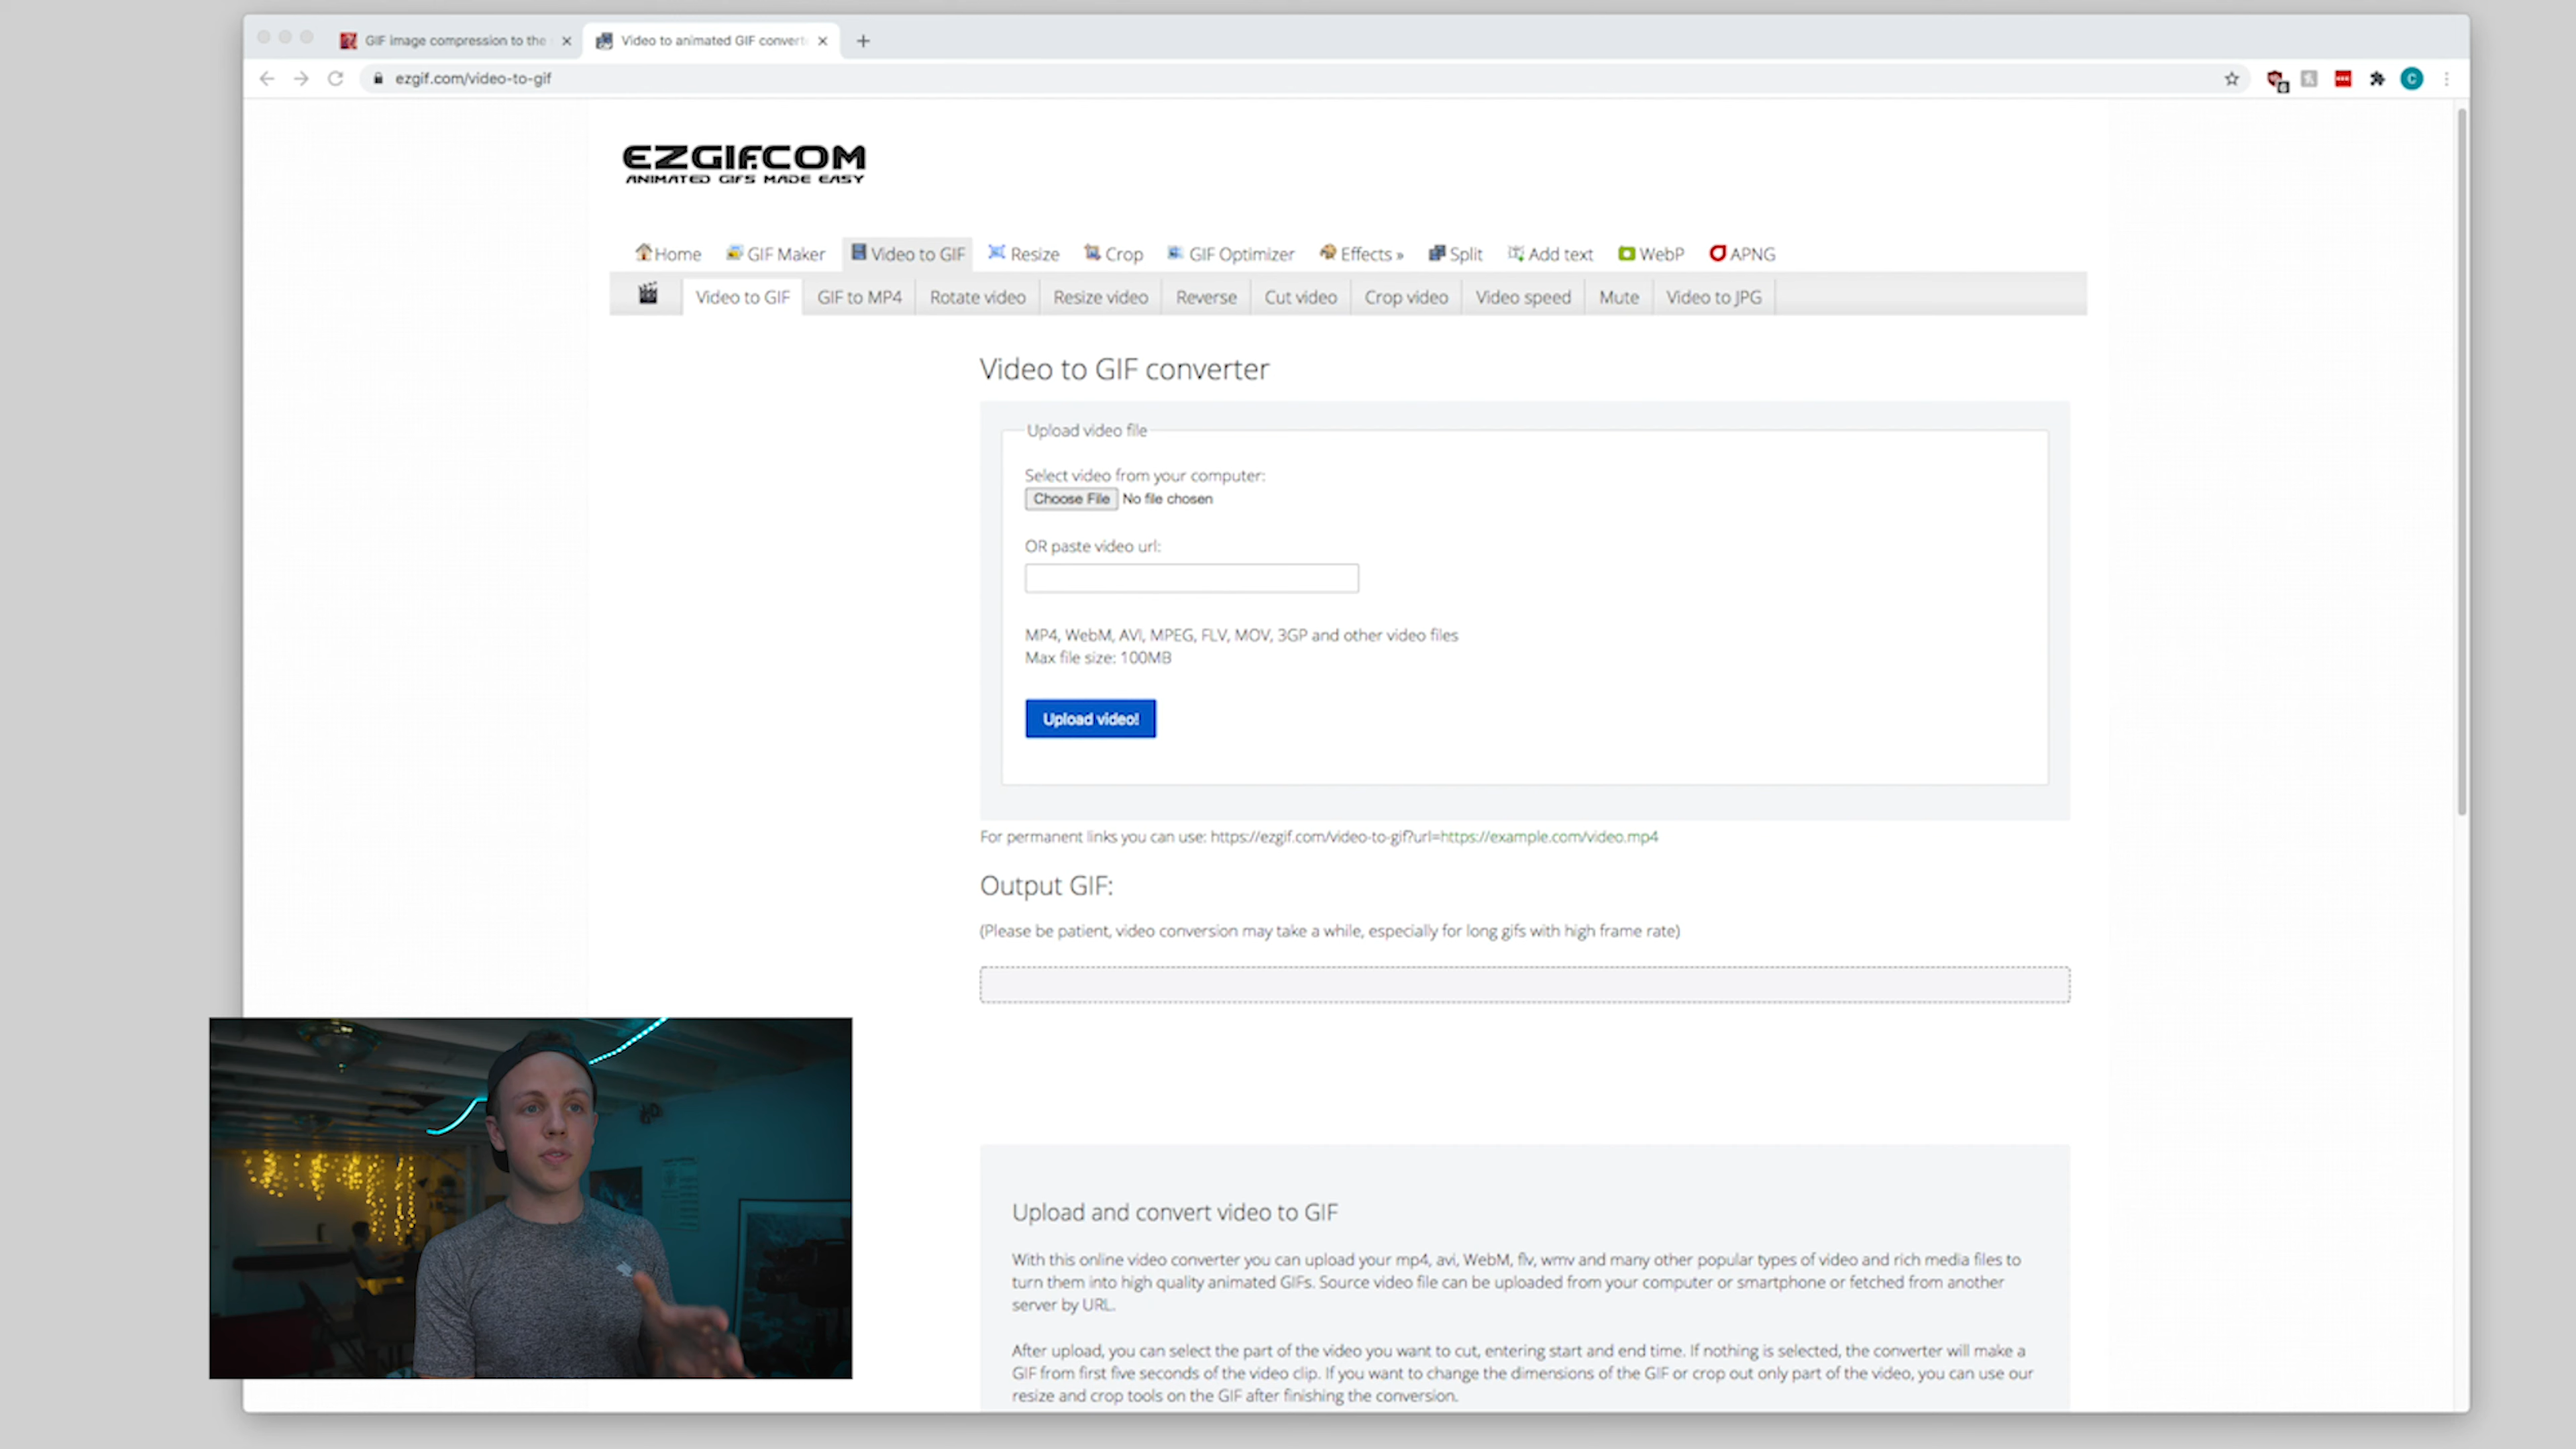 GIF image compression to the
Video to animated GIF convert
ezgif.com/video-to-gif
C
EZGIF.COM
ANIMATED GIFS MADE EASY
Home GIF Maker Video to GIF Resize Crop GIF Optimizer Effects » Split Add text WebP APNG
Video to GIF GIF to MP4 Rotate video Resize video Reverse Cut video Crop video Video speed Mute Video to JPG
Video to GIF converter
Upload video file
Select video from your computer:
Choose File No file chosen
OR paste video url:
MP4, WebM, AVI, MPEG, FLV, MOV, 3GP and other video files
Max file size: 100MB
Upload video!
For permanent links you can use: https://ezgif.com/video-to-gif?url=https://example.com/video.mp4
Output GIF:
(Please be patient, video conversion may take a while, especially for long gifs with high frame rate)
Upload and convert video to GIF
With this online video converter you can upload your mp4, avi, WebM, flv, wmv and many other popular types of video and rich media files to
turn them into high quality animated GIFs. Source video file can be uploaded from your computer or smartphone or fetched from another
server by URL.
After upload, you can select the part of the video you want to cut, entering start and end time. If nothing is selected, the converter will make a
GIF from first five seconds of the video clip. If you want to change the dimensions of the GIF or crop out only part of the video, you can use our
resize and crop tools on the GIF after finishing the conversion.